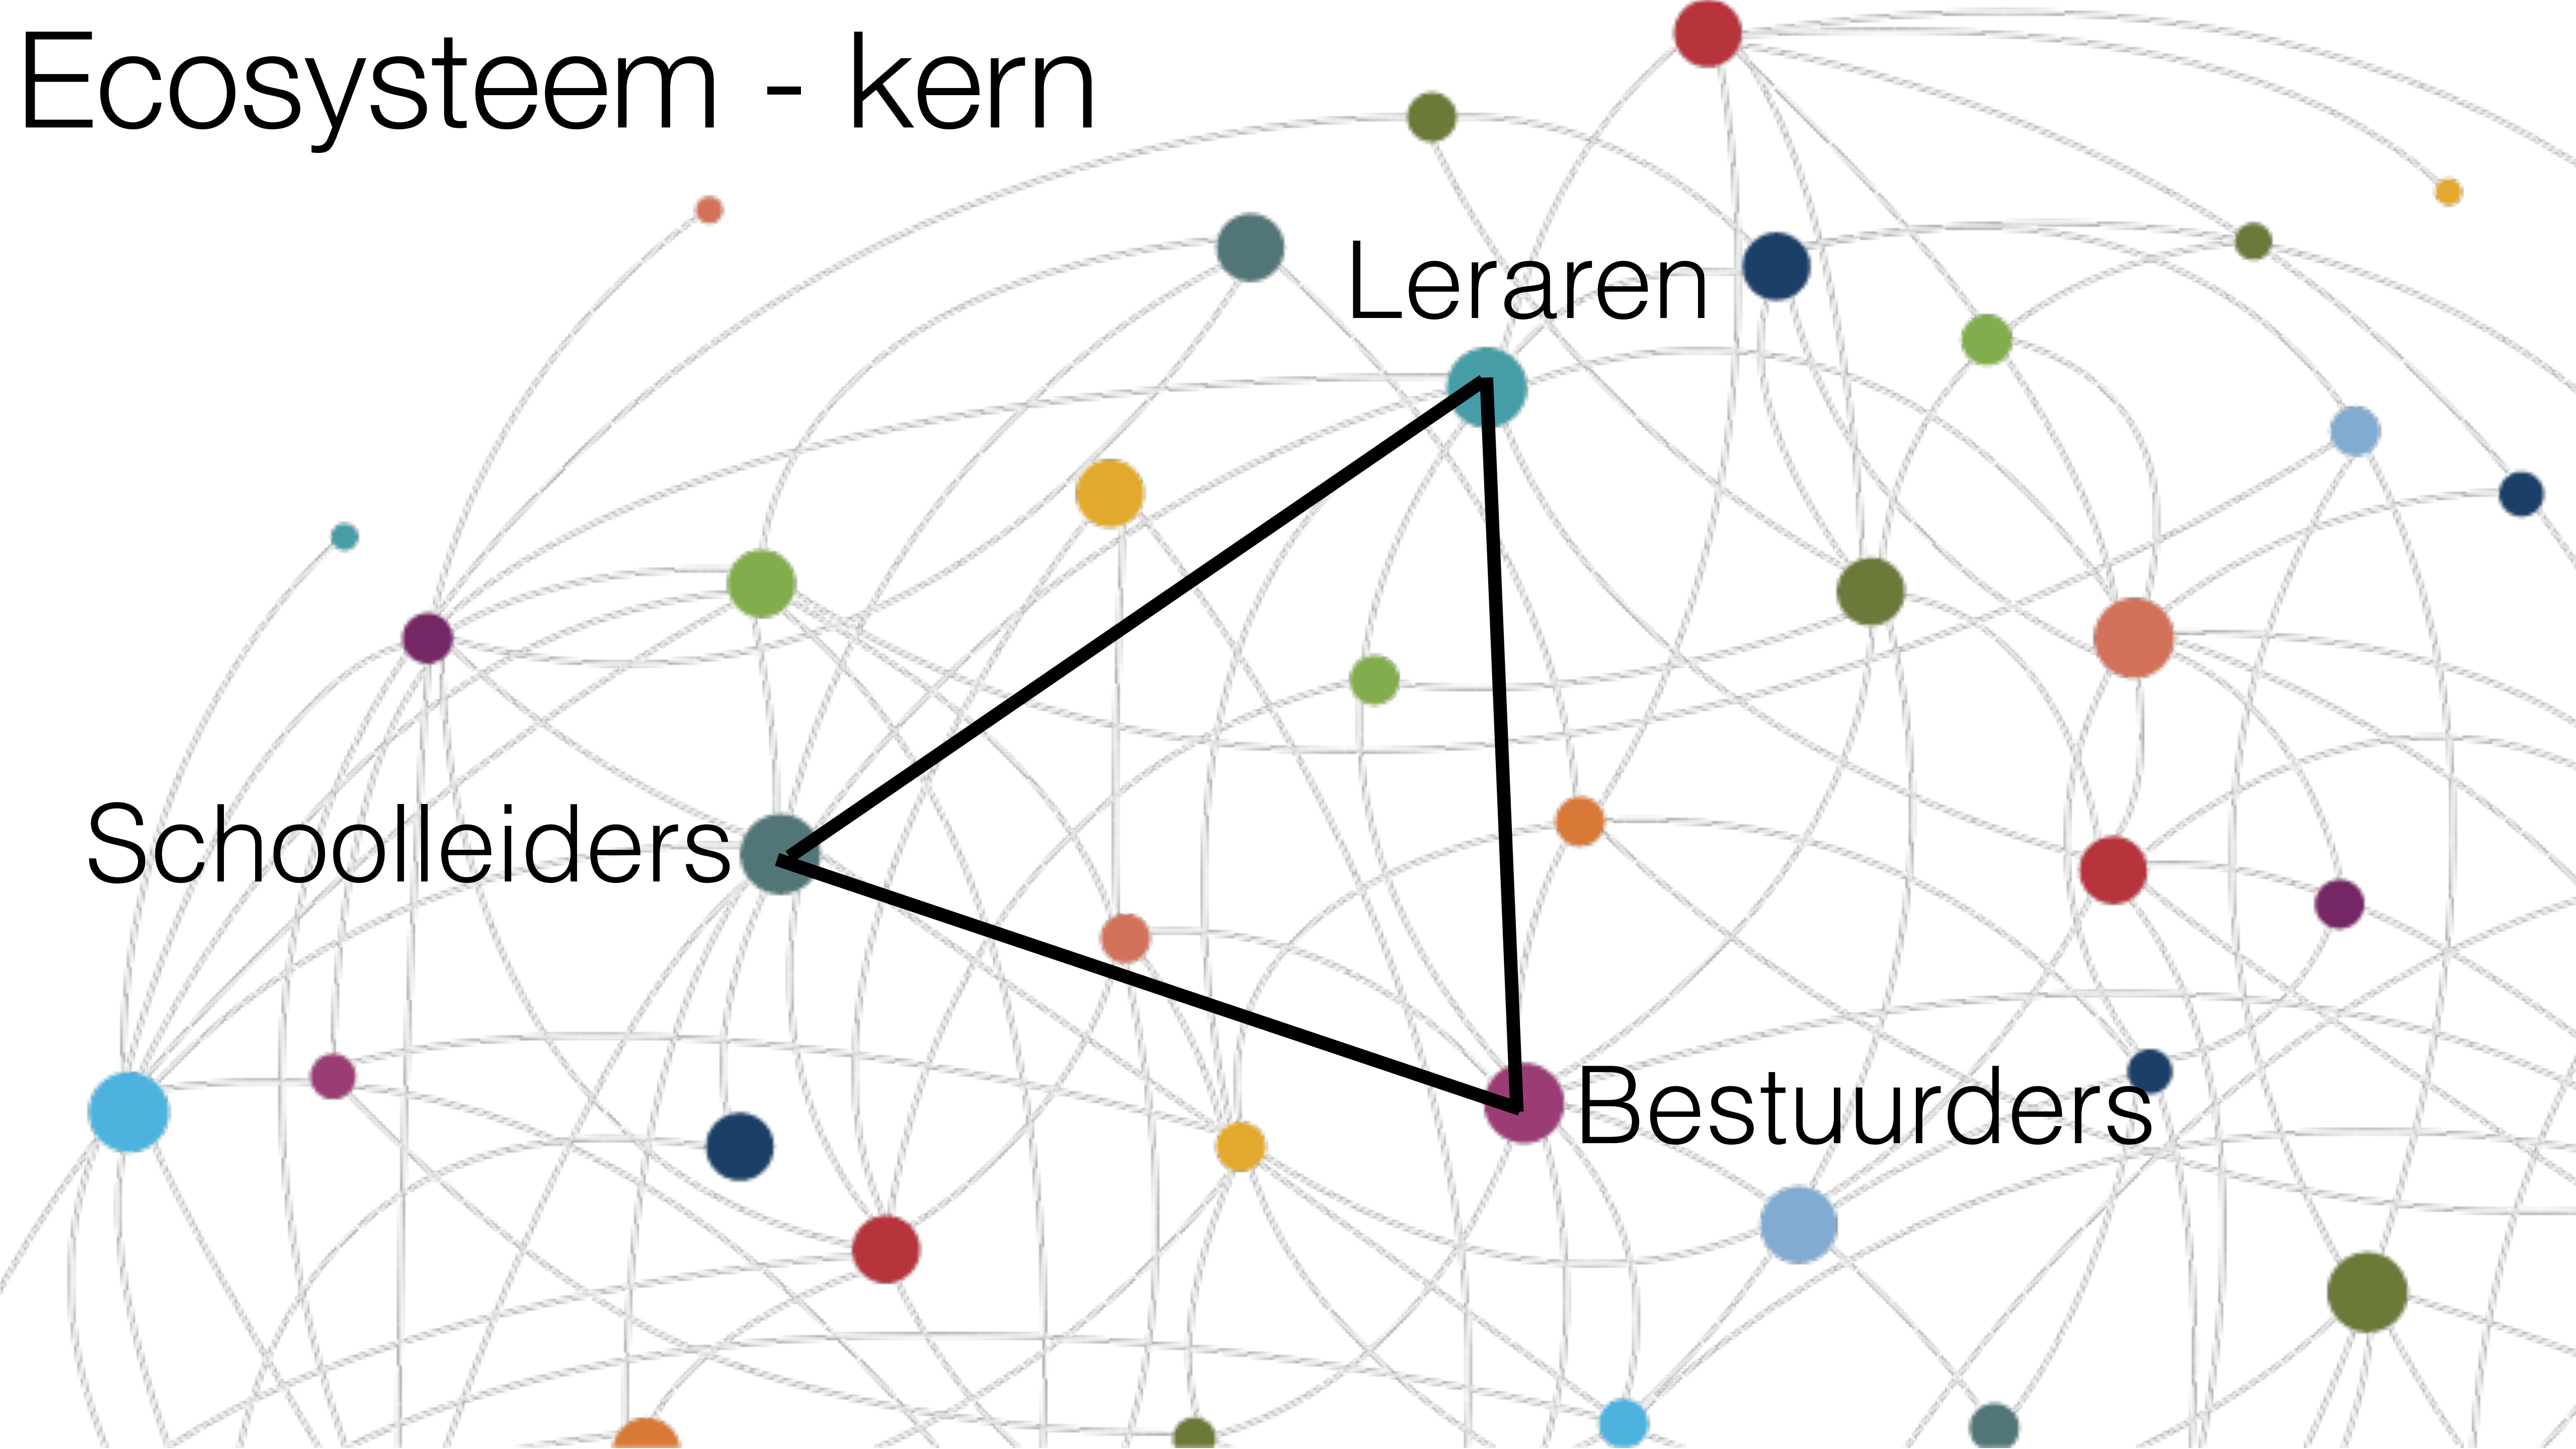 Ecosysteem - kern
Leraren
Schoolleiders
Bestuurders